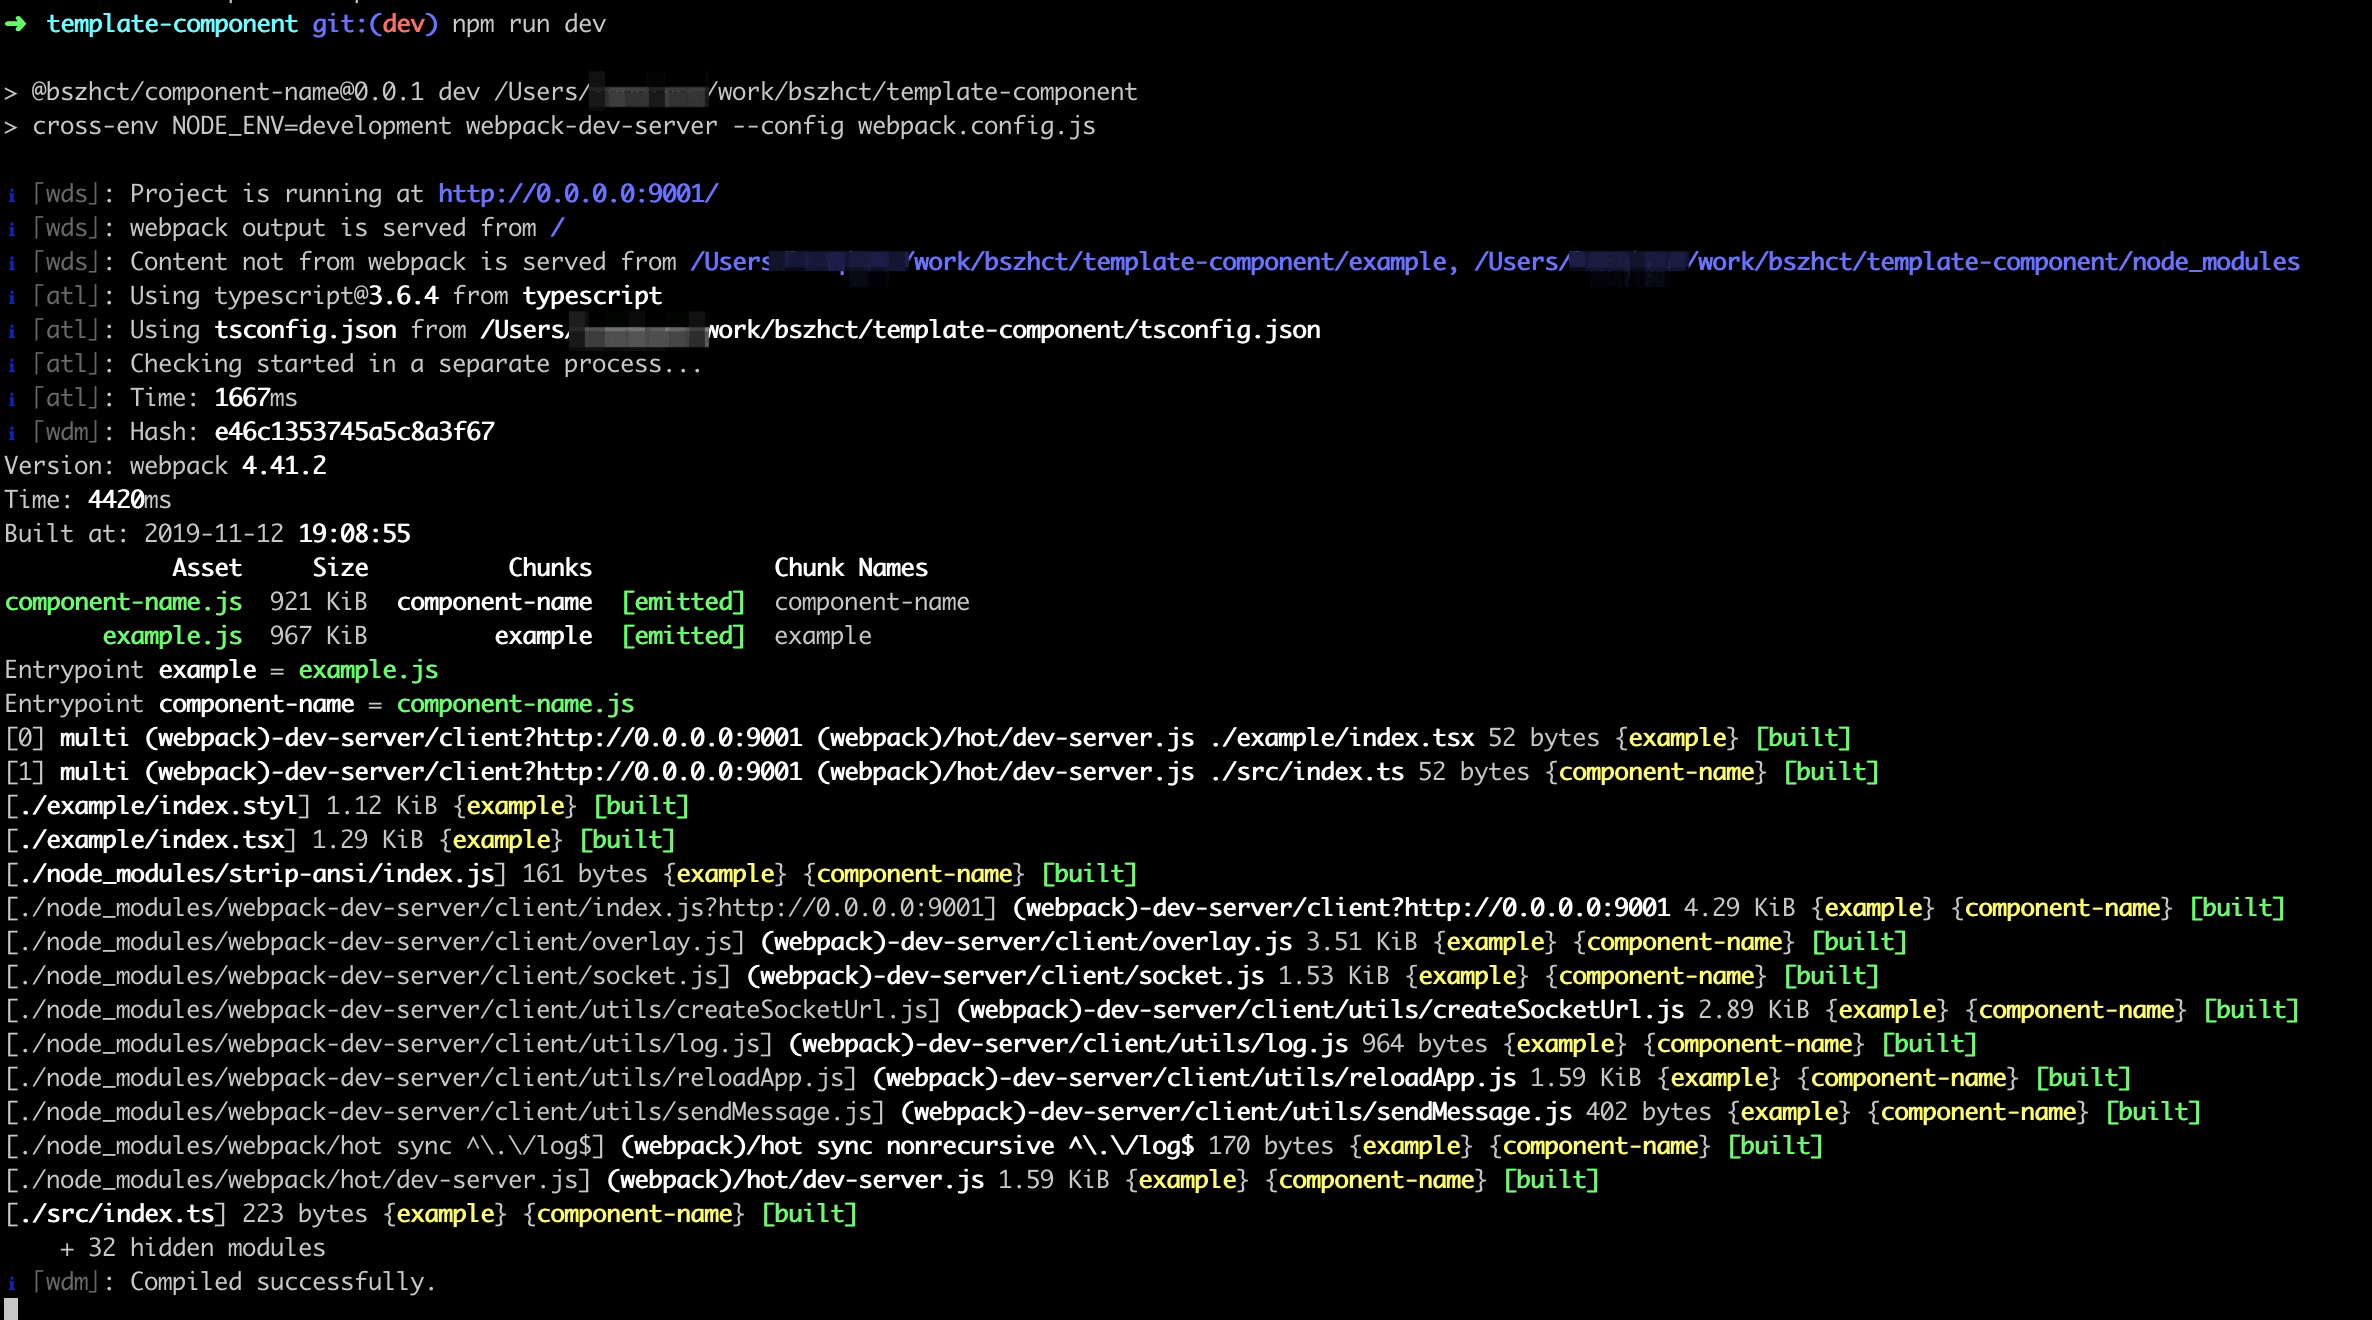 ➜ template-component git:(dev) npm run dev
> @bszhct/component-name@0.0.1 dev /Users/ /work/bszhct/template-component
> cross-env NODE_ENV=development webpack-dev-server --config webpack.config.js
ℹ ｢wds｣: Project is running at http://0.0.0.0:9001/
ℹ ｢wds｣: webpack output is served from /
ℹ ｢wds｣: Content not from webpack is served from /Users /work/bszhct/template-component/example, /Users/ /work/bszhct/template-component/node_modules
ℹ ｢atl｣: Using typescript@3.6.4 from typescript
ℹ ｢atl｣: Using tsconfig.json from /Users/ work/bszhct/template-component/tsconfig.json
ℹ ｢atl｣: Checking started in a separate process...
ℹ ｢atl｣: Time: 1667ms
ℹ ｢wdm｣: Hash: e46c1353745a5c8a3f67
Version: webpack 4.41.2
Time: 4420ms
Built at: 2019-11-12 19:08:55
Asset Size Chunks Chunk Names
component-name.js 921 KiB component-name [emitted] component-name
example.js 967 KiB example [emitted] example
Entrypoint example = example.js
Entrypoint component-name = component-name.js
[0] multi (webpack)-dev-server/client?http://0.0.0.0:9001 (webpack)/hot/dev-server.js ./example/index.tsx 52 bytes {example} [built]
[1] multi (webpack)-dev-server/client?http://0.0.0.0:9001 (webpack)/hot/dev-server.js ./src/index.ts 52 bytes {component-name} [built]
[./example/index.styl] 1.12 KiB {example} [built]
[./example/index.tsx] 1.29 KiB {example} [built]
[./node_modules/strip-ansi/index.js] 161 bytes {example} {component-name} [built]
[./node_modules/webpack-dev-server/client/index.js?http://0.0.0.0:9001] (webpack)-dev-server/client?http://0.0.0.0:9001 4.29 KiB {example} {component-name} [built]
[./node_modules/webpack-dev-server/client/overlay.js] (webpack)-dev-server/client/overlay.js 3.51 KiB {example} {component-name} [built]
[./node_modules/webpack-dev-server/client/socket.js] (webpack)-dev-server/client/socket.js 1.53 KiB {example} {component-name} [built]
[./node_modules/webpack-dev-server/client/utils/createSocketUrl.js] (webpack)-dev-server/client/utils/createSocketUrl.js 2.89 KiB {example} {component-name} [built]
[./node_modules/webpack-dev-server/client/utils/log.js] (webpack)-dev-server/client/utils/log.js 964 bytes {example} {component-name} [built]
[./node_modules/webpack-dev-server/client/utils/reloadApp.js] (webpack)-dev-server/client/utils/reloadApp.js 1.59 KiB {example} {component-name} [built]
[./node_modules/webpack-dev-server/client/utils/sendMessage.js] (webpack)-dev-server/client/utils/sendMessage.js 402 bytes {example} {component-name} [built]
[./node_modules/webpack/hot sync ^\.\/log$] (webpack)/hot sync nonrecursive ^\.\/log$ 170 bytes {example} {component-name} [built]
[./node_modules/webpack/hot/dev-server.js] (webpack)/hot/dev-server.js 1.59 KiB {example} {component-name} [built]
[./src/index.ts] 223 bytes {example} {component-name} [built]
+ 32 hidden modules
ℹ ｢wdm｣: Compiled successfully.